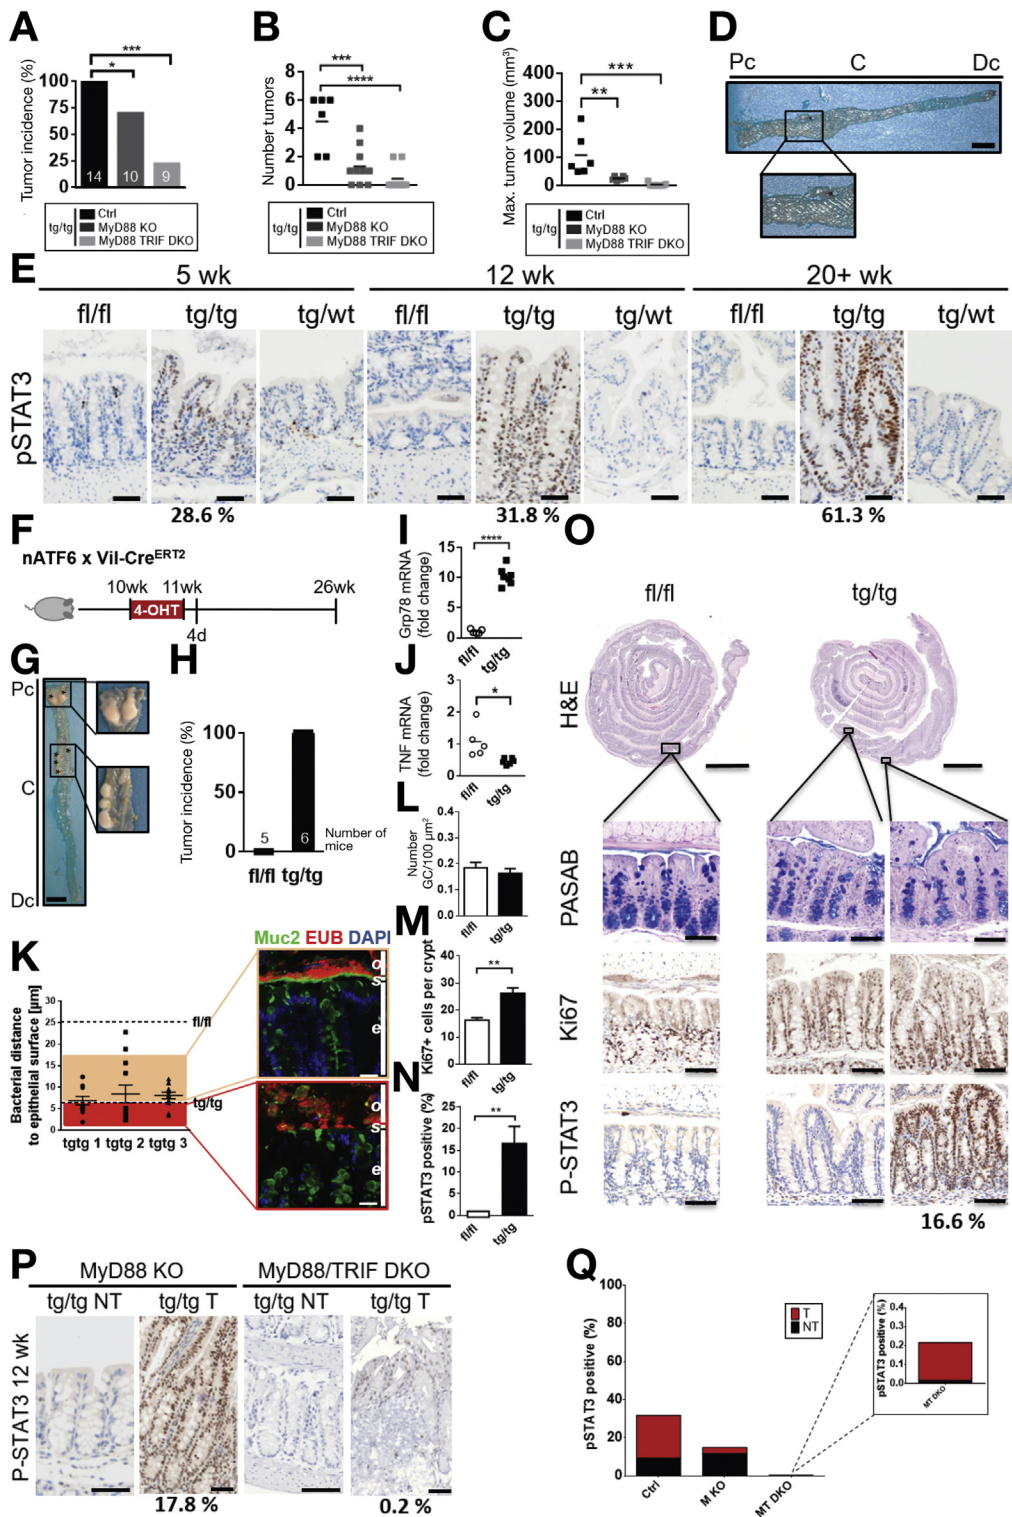 A
Tumor incidence (%)
***
*
100
75
50
25
0
14
10
9
tg/tg
Ctrl
MyD88 KO
MyD88 TRIF DKO
B
Number tumors
***
****
8
6
4
2
0
tg/tg
Ctrl
MyD88 KO
MyD88 TRIF DKO
C
Max. tumor volume (mm³)
***
**
400
300
200
100
0
tg/tg
Ctrl
MyD88 KO
MyD88 TRIF DKO
D
Pc C Dc
E
5 wk 12 wk 20+ wk
fl/fl tg/tg tg/wt fl/fl tg/tg tg/wt fl/fl tg/tg tg/wt
pSTAT3
28.6 % 31.8 % 61.3 %
F
nATF6 x Vil-CreERT2
10wk 11wk 26wk
4-OHT
4d
G
Pc
C
Dc
H
Tumor incidence (%)
100
50
0
5
6
Number of
mice
fl/fl tg/tg
I
Grp78 mRNA
(fold change)
****
15
10
5
0
fl/fl
tg/tg
J
TNF mRNA
(fold change)
*
3
2
1
0
fl/fl
tg/tg
K
Bacterial distance
to epithelial surface [µm]
30
25
20
15
10
5
0
fl/fl
tg/tg
tgtg 1 tgtg 2 tgtg 3
Muc2 EUB DAPI
o
s
e
o
s
e
L
Number
GC/100 µm²
0.4
0.3
0.2
0.1
0.0
fl/fl
tg/tg
M
Ki67+ cells per crypt
**
40
30
20
10
0
fl/fl
tg/tg
N
pSTAT3 positive (%)
**
25
20
15
10
5
0
fl/fl
tg/tg
O
fl/fl tg/tg
H&E
PASAB
Ki67
P-STAT3
16.6 %
P
MyD88 KO MyD88/TRIF DKO
tg/tg NT tg/tg T tg/tg NT tg/tg T
P-STAT3 12 wk
17.8 % 0.2 %
Q
pSTAT3 positive (%)
100
80
60
40
20
0
Ctrl
M KO
MT DKO
T
NT
pSTAT3 positive (%)
0.4
0.3
0.2
0.1
0.0
MT DKO